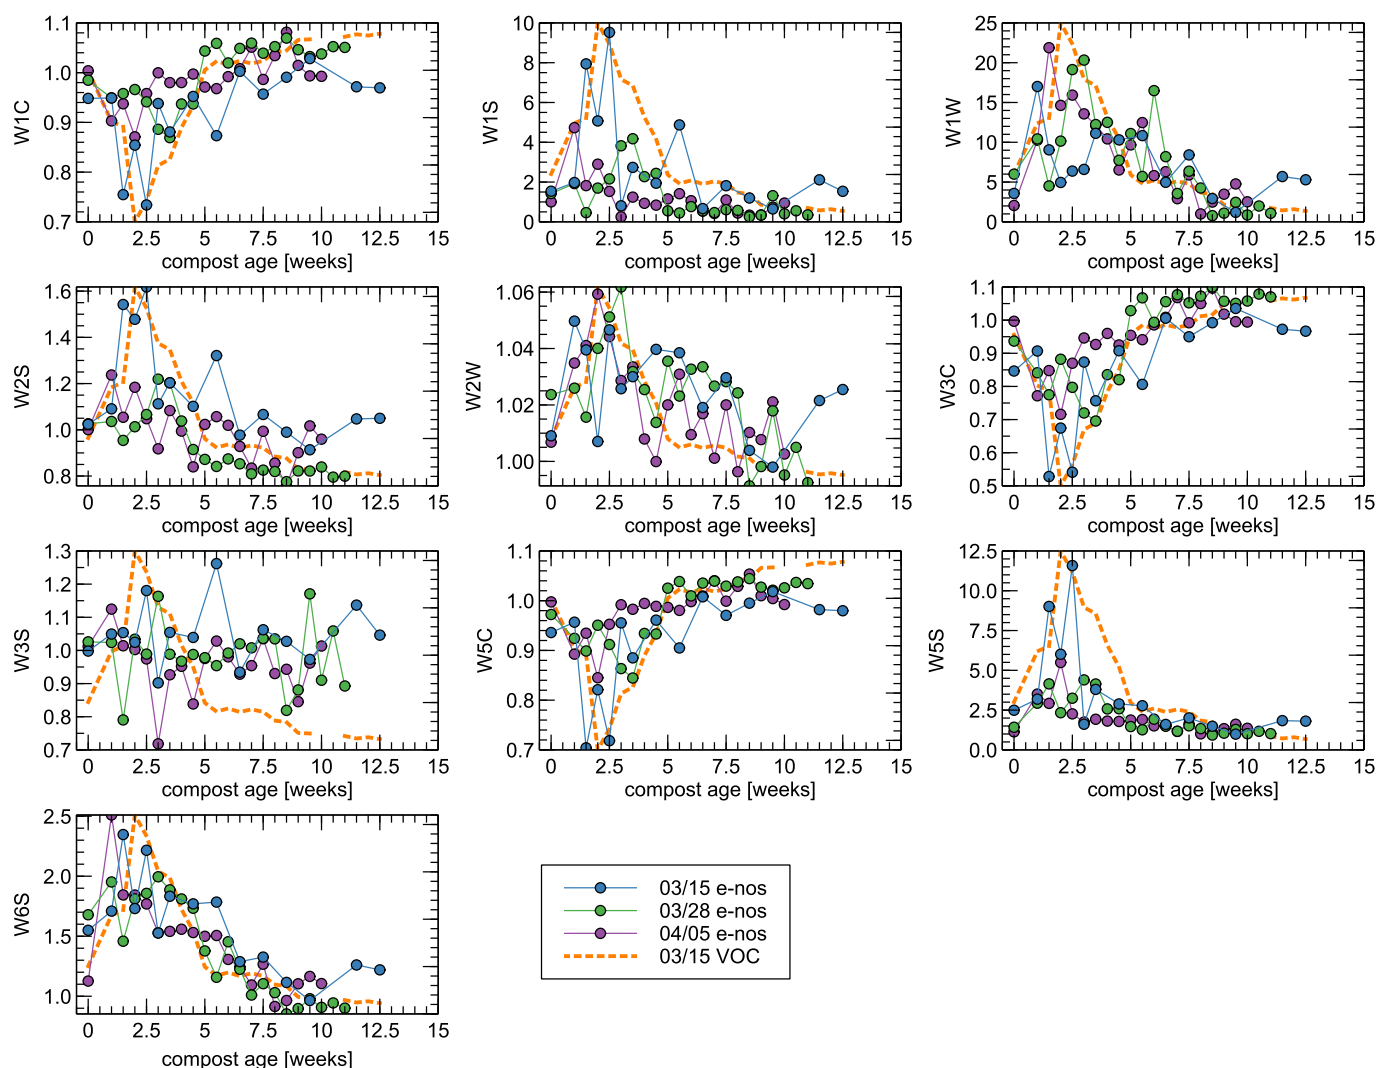 W1C
1.1
1.0
0.9
0.8
0.7
0 2.5 5 7.5 10 12.5 15
compost age [weeks]
W1S
10
8
6
4
2
0
0 2.5 5 7.5 10 12.5 15
compost age [weeks]
W1W
25
20
15
10
5
0
0 2.5 5 7.5 10 12.5 15
compost age [weeks]
W2S
1.6
1.4
1.2
1.0
0.8
0 2.5 5 7.5 10 12.5 15
compost age [weeks]
W2W
1.06
1.04
1.02
1.00
0 2.5 5 7.5 10 12.5 15
compost age [weeks]
W3C
1.1
1.0
0.9
0.8
0.7
0.6
0.5
0 2.5 5 7.5 10 12.5 15
compost age [weeks]
W3S
1.3
1.2
1.1
1.0
0.9
0.8
0.7
0 2.5 5 7.5 10 12.5 15
compost age [weeks]
W5C
1.1
1.0
0.9
0.8
0.7
0 2.5 5 7.5 10 12.5 15
compost age [weeks]
W5S
12.5
10.0
7.5
5.0
2.5
0.0
0 2.5 5 7.5 10 12.5 15
compost age [weeks]
W6S
2.5
2.0
1.5
1.0
0 2.5 5 7.5 10 12.5 15
compost age [weeks]
03/15 e-nos
03/28 e-nos
04/05 e-nos
03/15 VOC